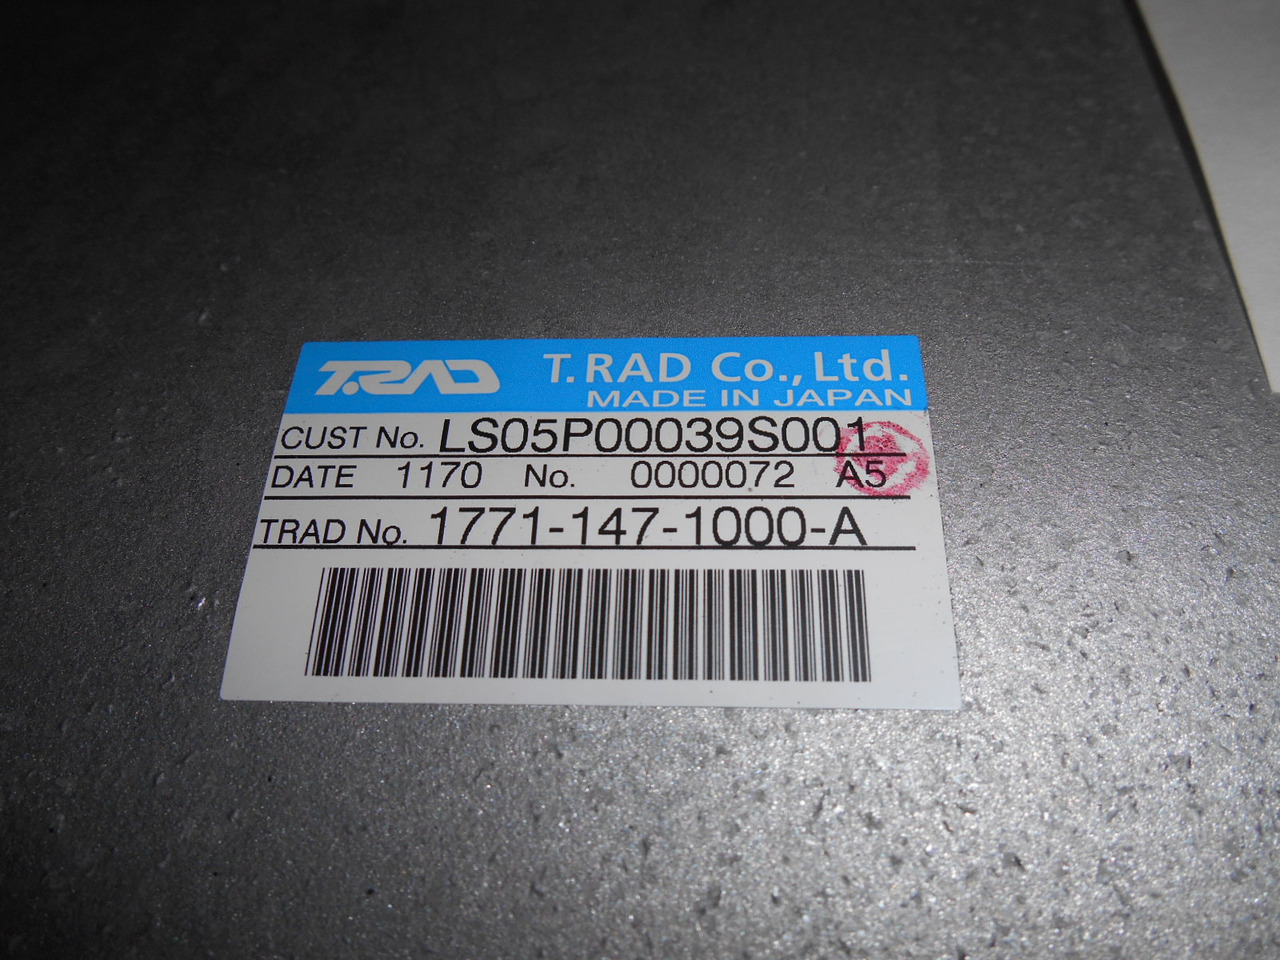 T.RAD T.RAD Co., Ltd.
MADE IN JAPAN
CUST No. LS05P00039S001
DATE 1170 No. 0000072 A5
TRAD No. 1771-147-1000-A